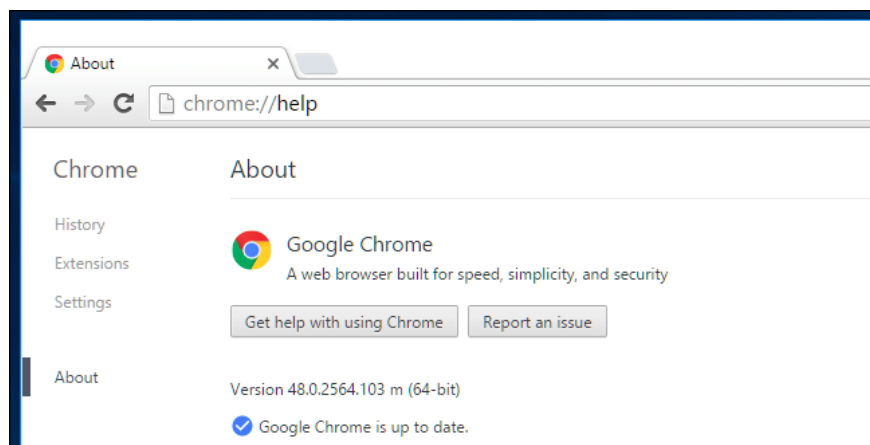 About
chrome://help
Chrome
About
History
Extensions
Settings
About
Google Chrome
A web browser built for speed, simplicity, and security
Get help with using Chrome
Report an issue
Version 48.0.2564.103 m (64-bit)
Google Chrome is up to date.